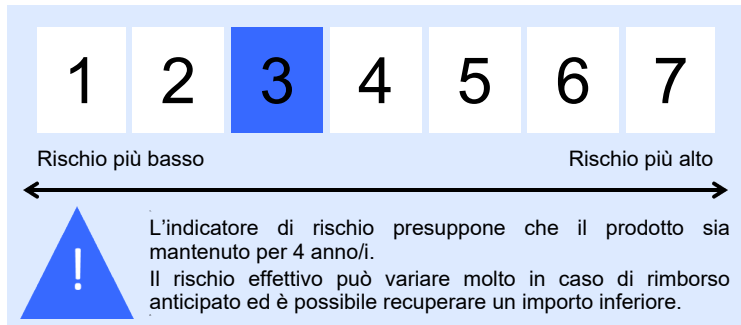 1 2 3 4 5 6 7
Rischio più basso Rischio più alto
!
L’indicatore di rischio presuppone che il prodotto sia
mantenuto per 4 anno/i.
Il rischio effettivo può variare molto in caso di rimborso
anticipato ed è possibile recuperare un importo inferiore.